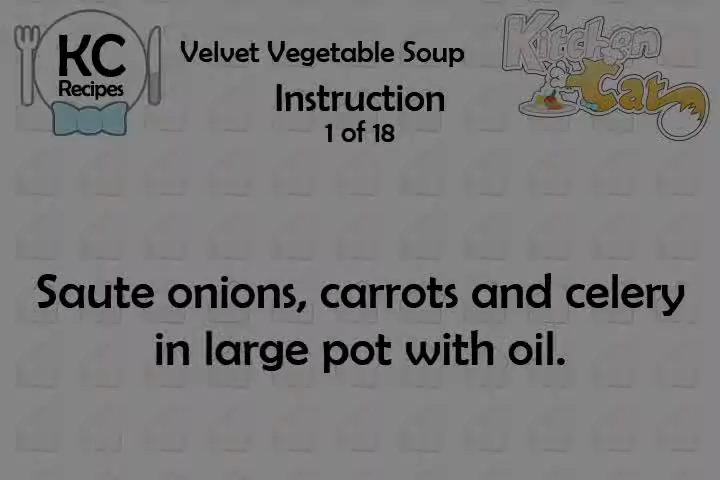 KC
Recipes
Velvet Vegetable Soup
Instruction
1 of 18
Kitchen
Cat
Saute onions, carrots and celery
in large pot with oil.